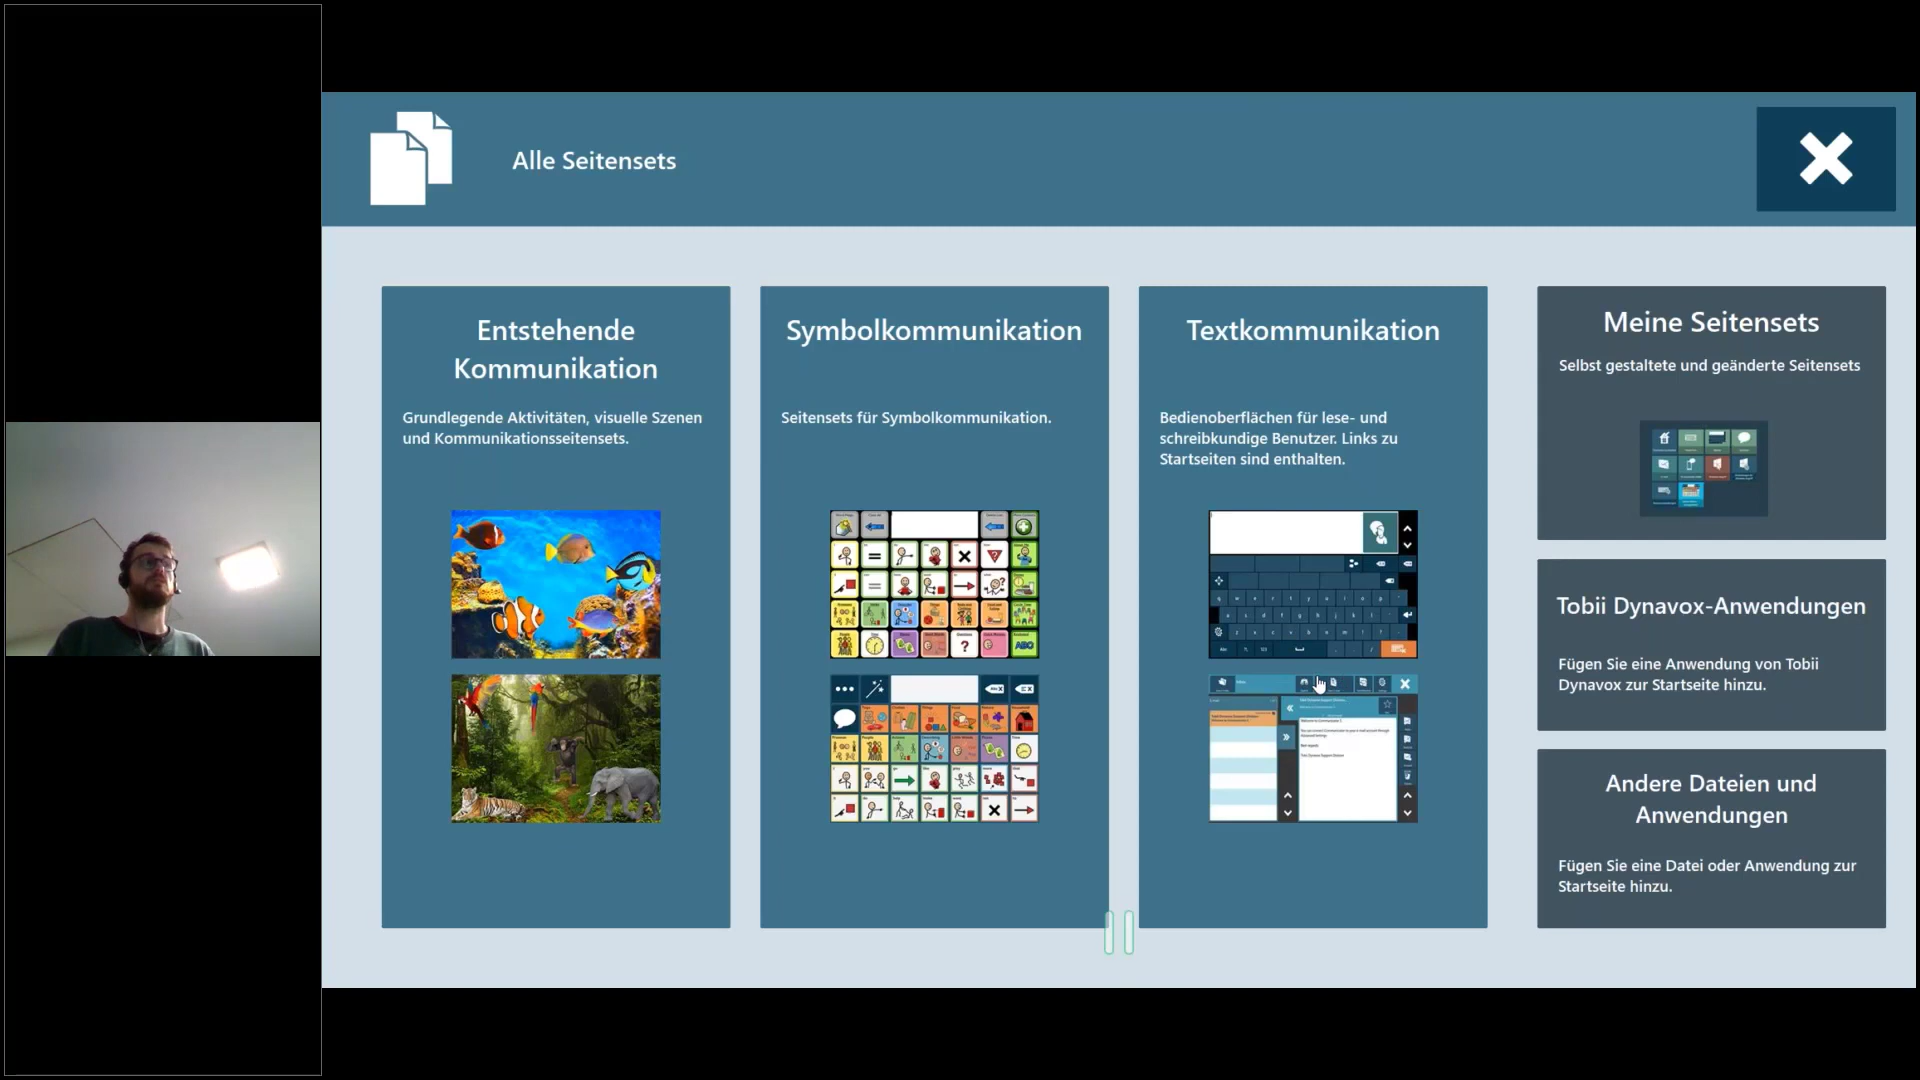 Alle Seitensets
Entstehende
Kommunikation
Grundlegende Aktivitäten, visuelle Szenen
und Kommunikationsseitensets.
Symbolkommunikation
Seitensets für Symbolkommunikation.
Textkommunikation
Bedienoberflächen für lese- und
schreibkundige Benutzer. Links zu
Startseiten sind enthalten.
Meine Seitensets
Selbst gestaltete und geänderte Seitensets
Tobii Dynavox-Anwendungen
Fügen Sie eine Anwendung von Tobii
Dynavox zur Startseite hinzu.
Andere Dateien und
Anwendungen
Fügen Sie eine Datei oder Anwendung zur
Startseite hinzu.